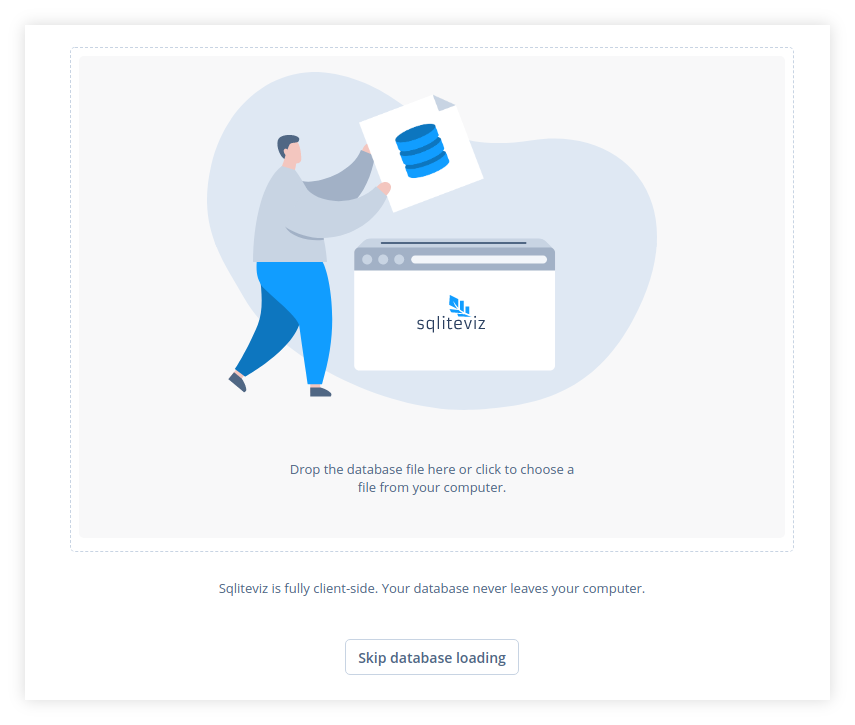 sqliteviz
Drop the database file here or click to choose a
file from your computer.
Sqliteviz is fully client-side. Your database never leaves your computer.
Skip database loading